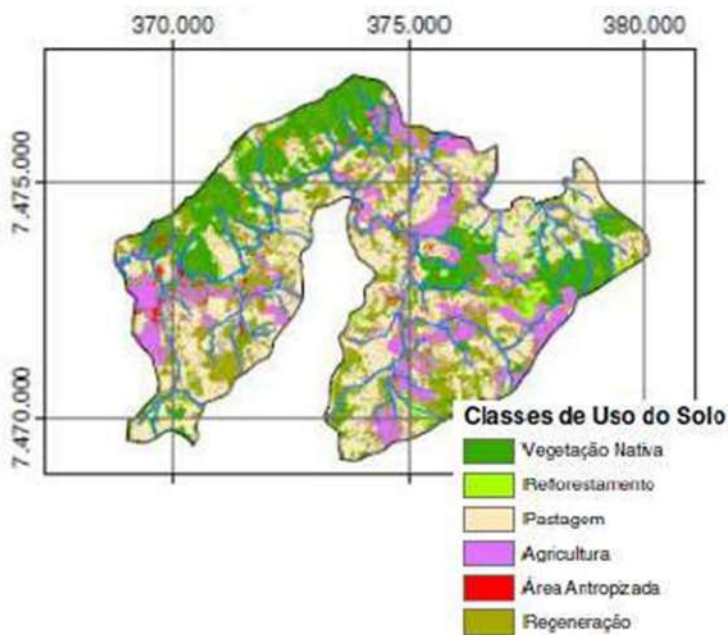 370.000 375.000 380.000
7.475.000
7.470.000
Classes de Uso do Solo
Vegetação Nativa
Reflorestamento
Pastagem
Agricultura
Área Antropizada
Regeneração